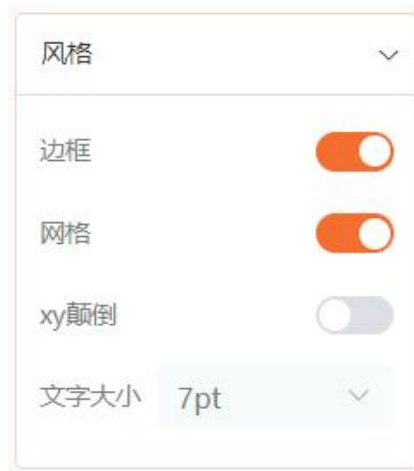 风格
边框
网格
xy颠倒
文字大小 7pt